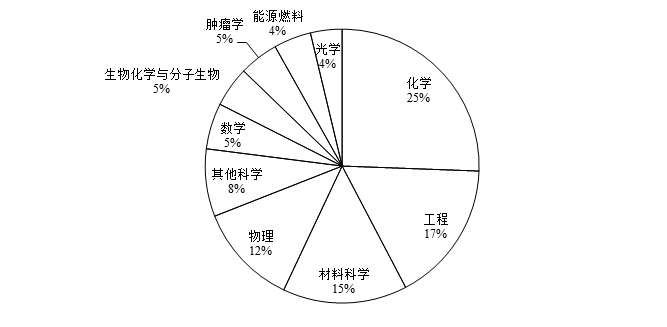 肿瘤学
5%
能源燃料
4%
光学
4%
化学
25%
生物化学与分子生物
5%
数学
5%
其他科学
8%
工程
17%
物理
12%
材料科学
15%